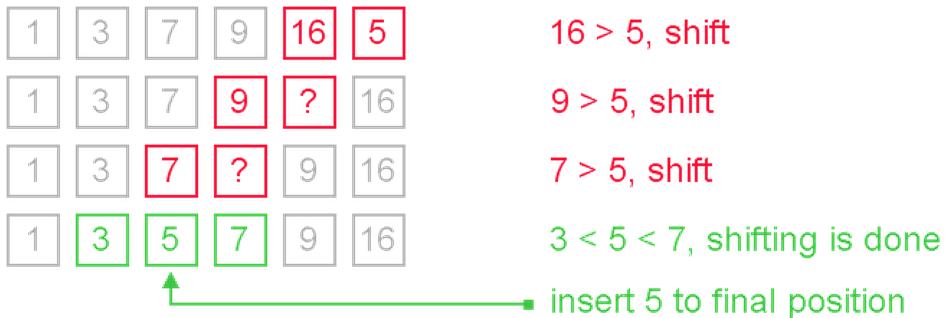 1 3 7 9 16 5 16 > 5, shift
1 3 7 9 ? 16 9 > 5, shift
1 3 7 ? 9 16 7 > 5, shift
1 3 5 7 9 16 3 < 5 < 7, shifting is done
insert 5 to final position